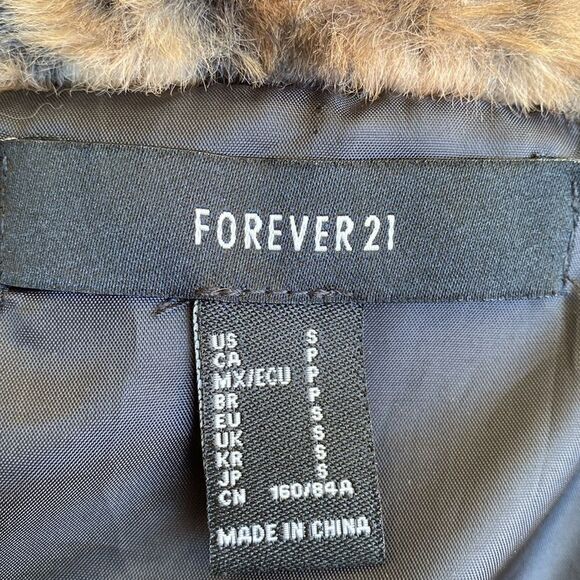 FOREVER 21
US S
CA P
MX/ECU P
BR P
EU S
UK S
KR S
JP S
CN 160/84A
MADE IN CHINA